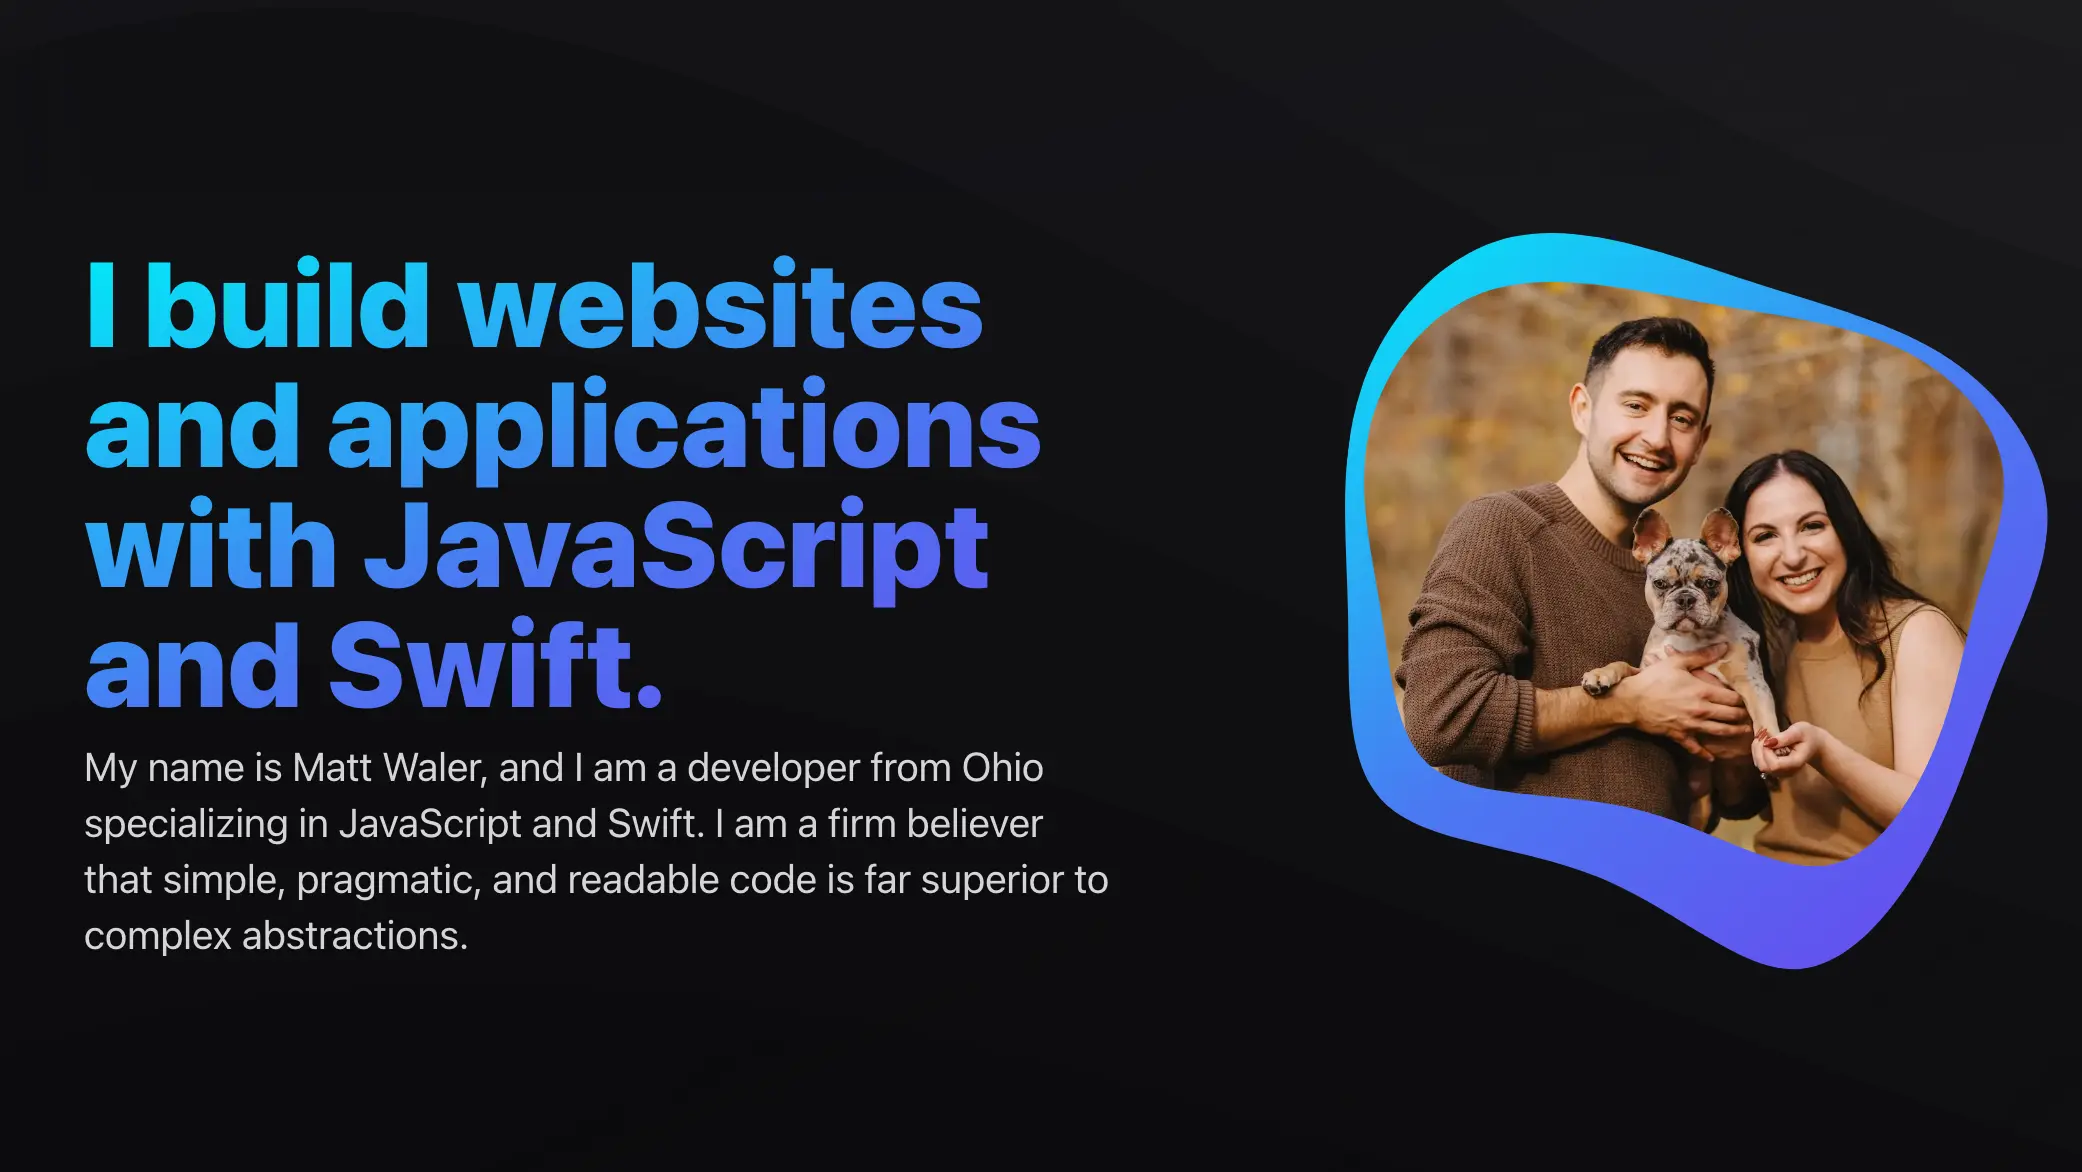 I build websites
and applications
with JavaScript
and Swift.
My name is Matt Waler, and I am a developer from Ohio
specializing in JavaScript and Swift. I am a firm believer
that simple, pragmatic, and readable code is far superior to
complex abstractions.